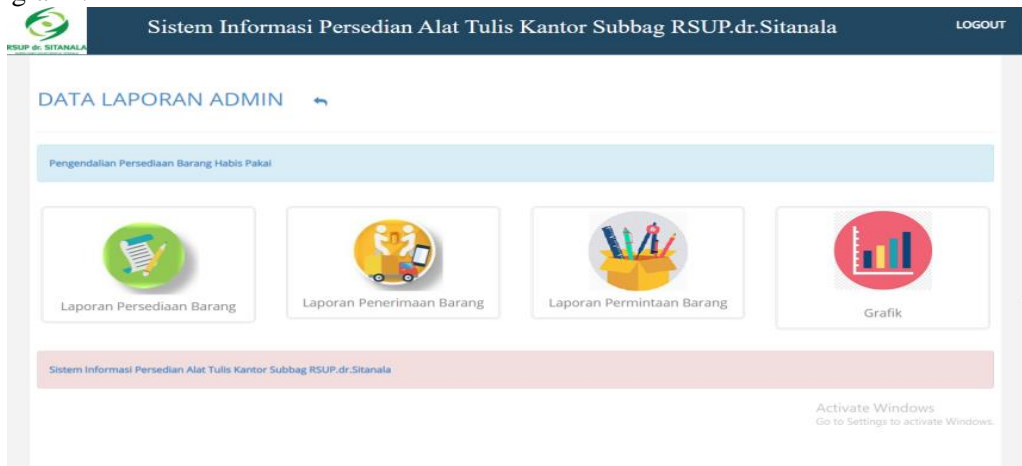 Sistem Informasi Persedian Alat Tulis Kantor Subbag RSUP.dr.Sitanala
LOGOUT
RSUP dr. SITANALA
DATA LAPORAN ADMIN
Pengendalian Persediaan Barang Habis Pakai
Laporan Persediaan Barang
Laporan Penerimaan Barang
Laporan Permintaan Barang
Grafik
Sistem Informasi Persedian Alat Tulis Kantor Subbag RSUP.dr.Sitanala
Activate Windows
Go to Settings to activate Windows.